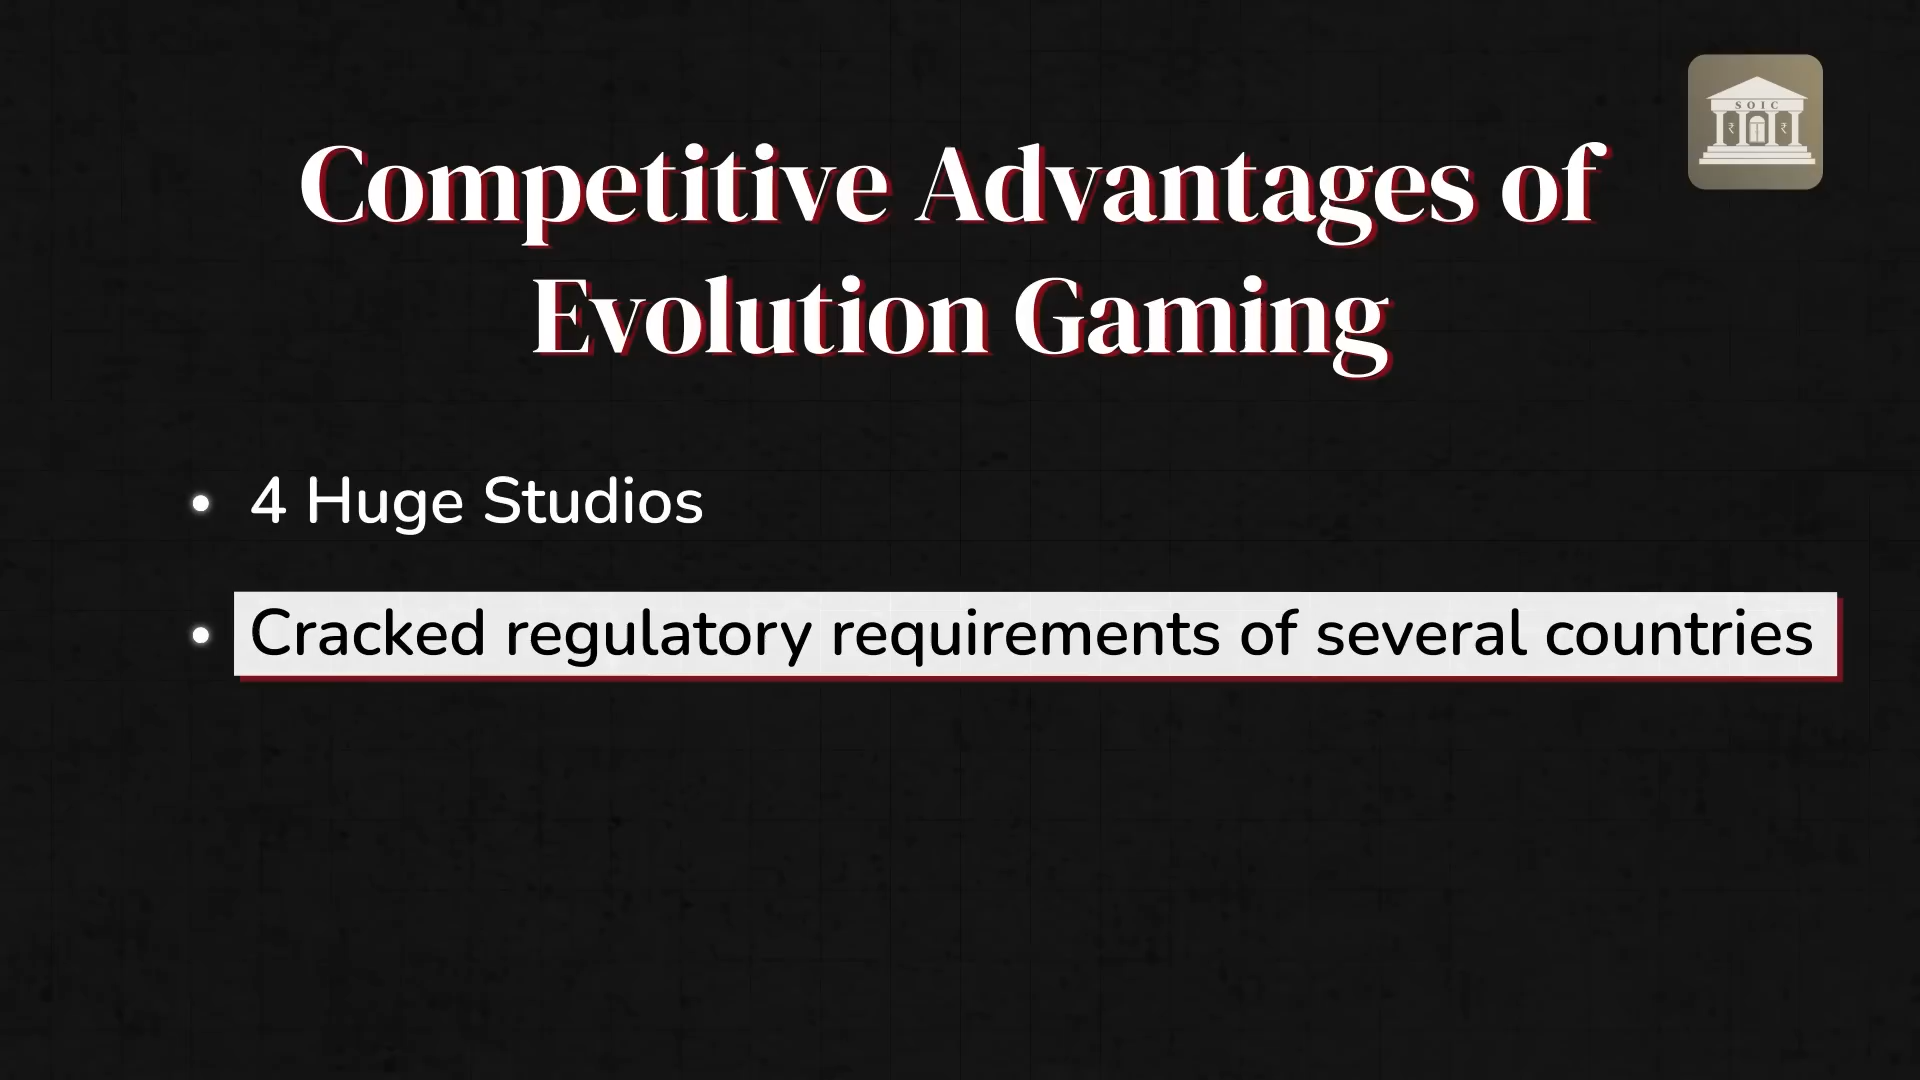 SOIC
Competitive Advantages of
Evolution Gaming
• 4 Huge Studios
• Cracked regulatory requirements of several countries